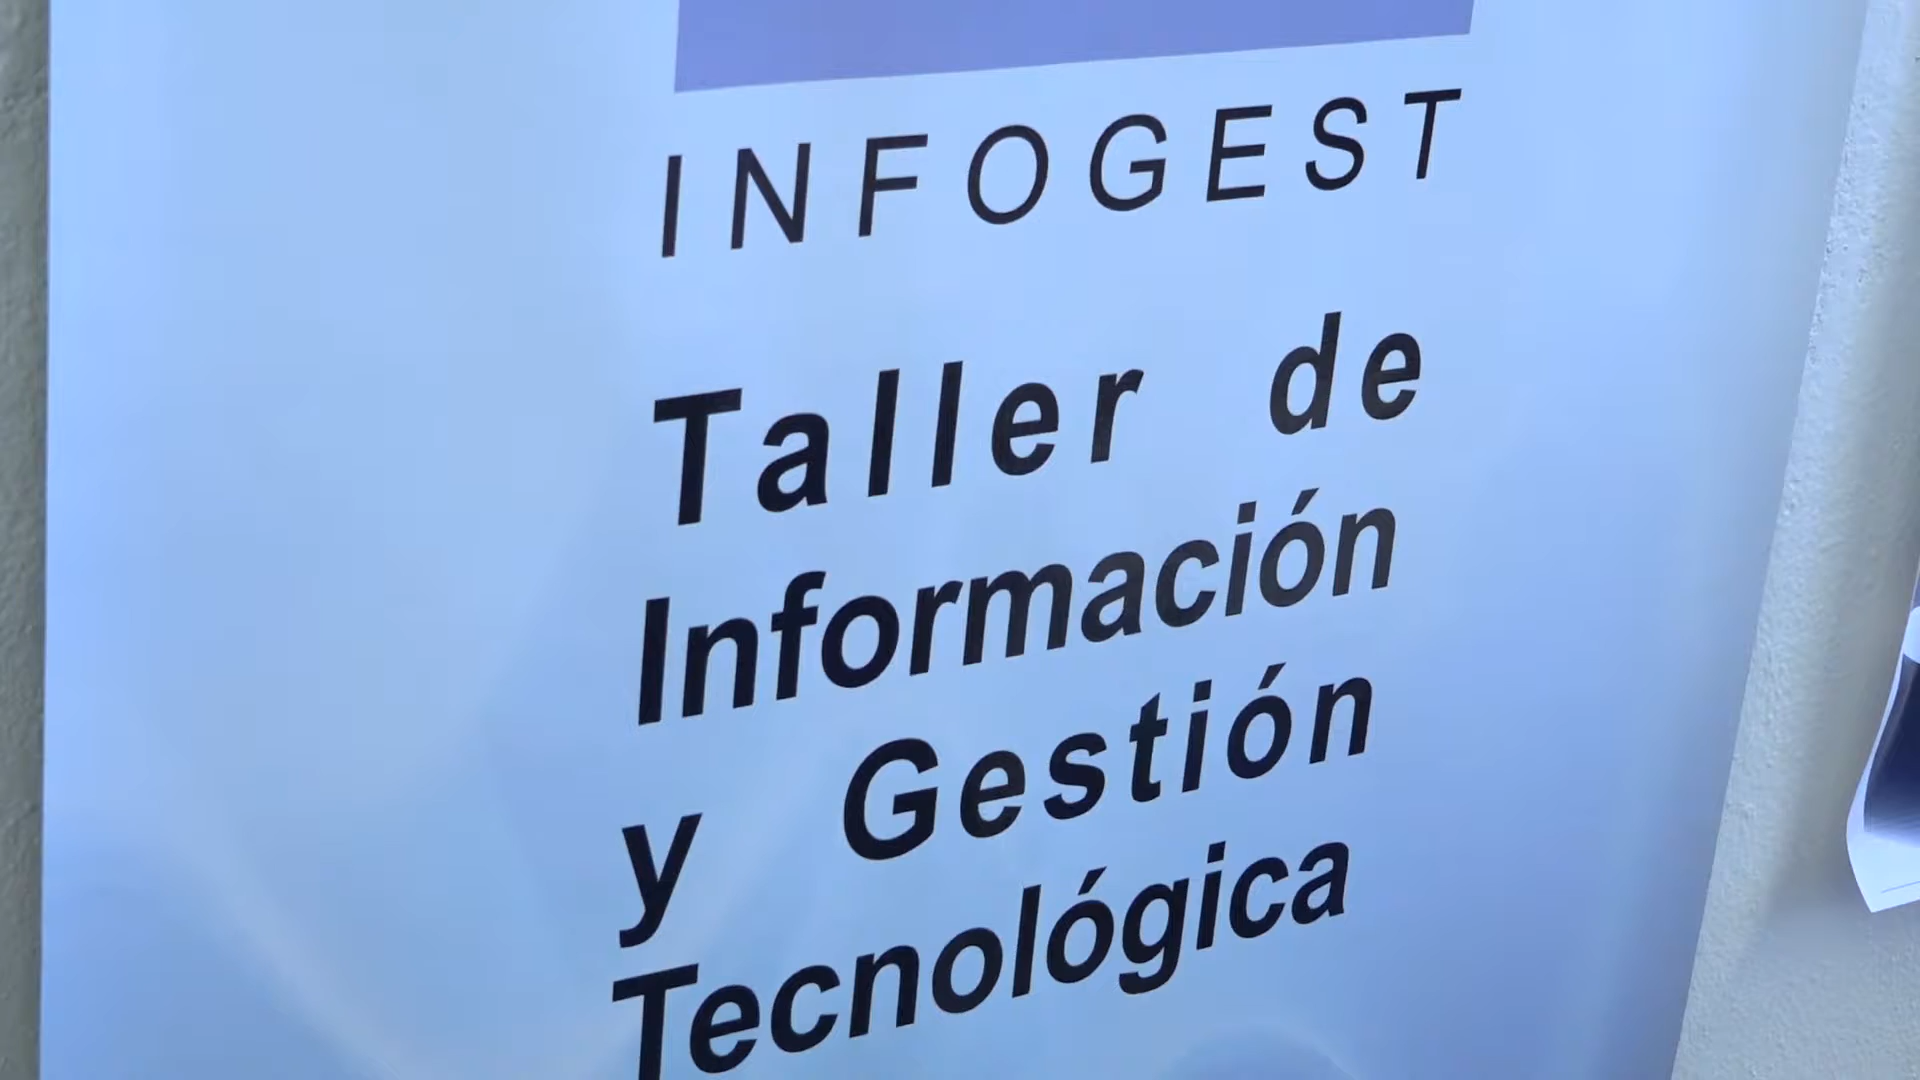 INFOGEST
Taller de
Información
y Gestión
Tecnológica